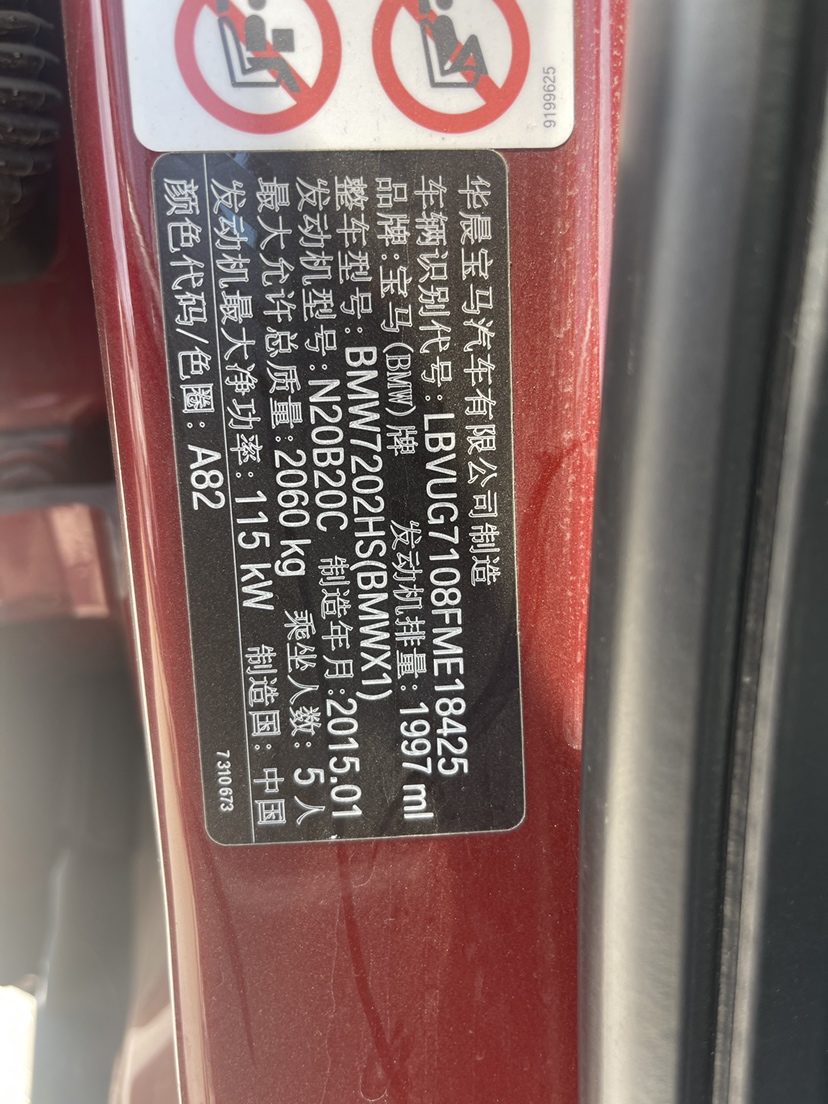 9199625
华晨宝马汽车有限公司制造
车辆识别代号:LBVUG7108FME18425
品牌:宝马(BMW)牌 发动机排量:1997 ml
整车型号:BMW7202HS(BMWX1)
发动机型号:N20B20C 制造年月:2015.01
最大允许总质量:2060 kg 乘坐人数: 5 人
发动机最大净功率:115 kW 制造国: 中国
颜色代码/色圈: A82
7 310 673